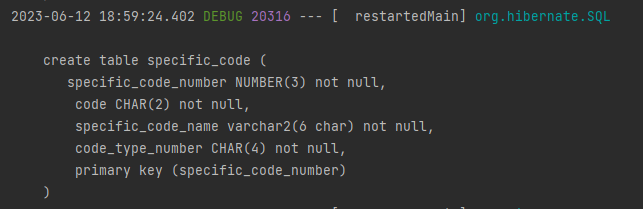 2023-06-12 18:59:24.402 DEBUG 20316 --- [  restartedMain] org.hibernate.SQL
create table specific_code (
specific_code_number NUMBER(3) not null,
code CHAR(2) not null,
specific_code_name varchar2(6 char) not null,
code_type_number CHAR(4) not null,
primary key (specific_code_number)
)